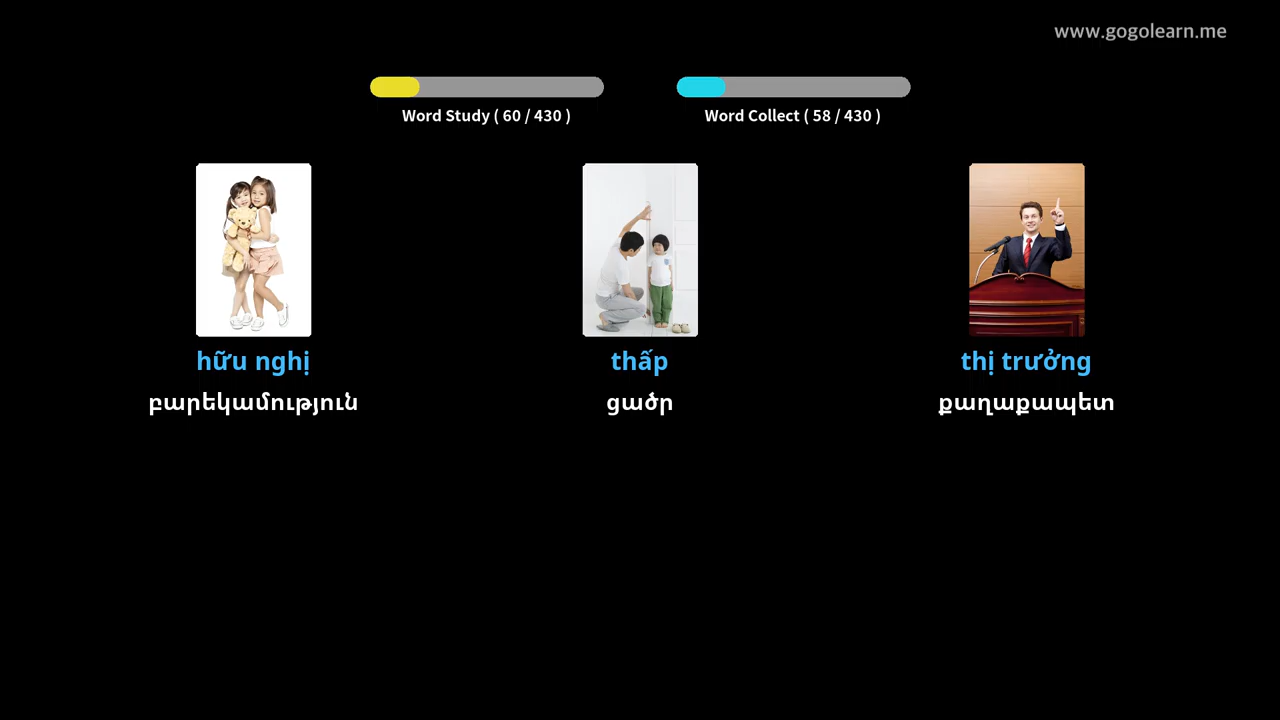 www.gogolearn.me
Word Study ( 60 / 430 )
Word Collect ( 58 / 430 )
hữu nghị
բարեկամություն
thấp
ցածր
thị trưởng
քաղաքապետ